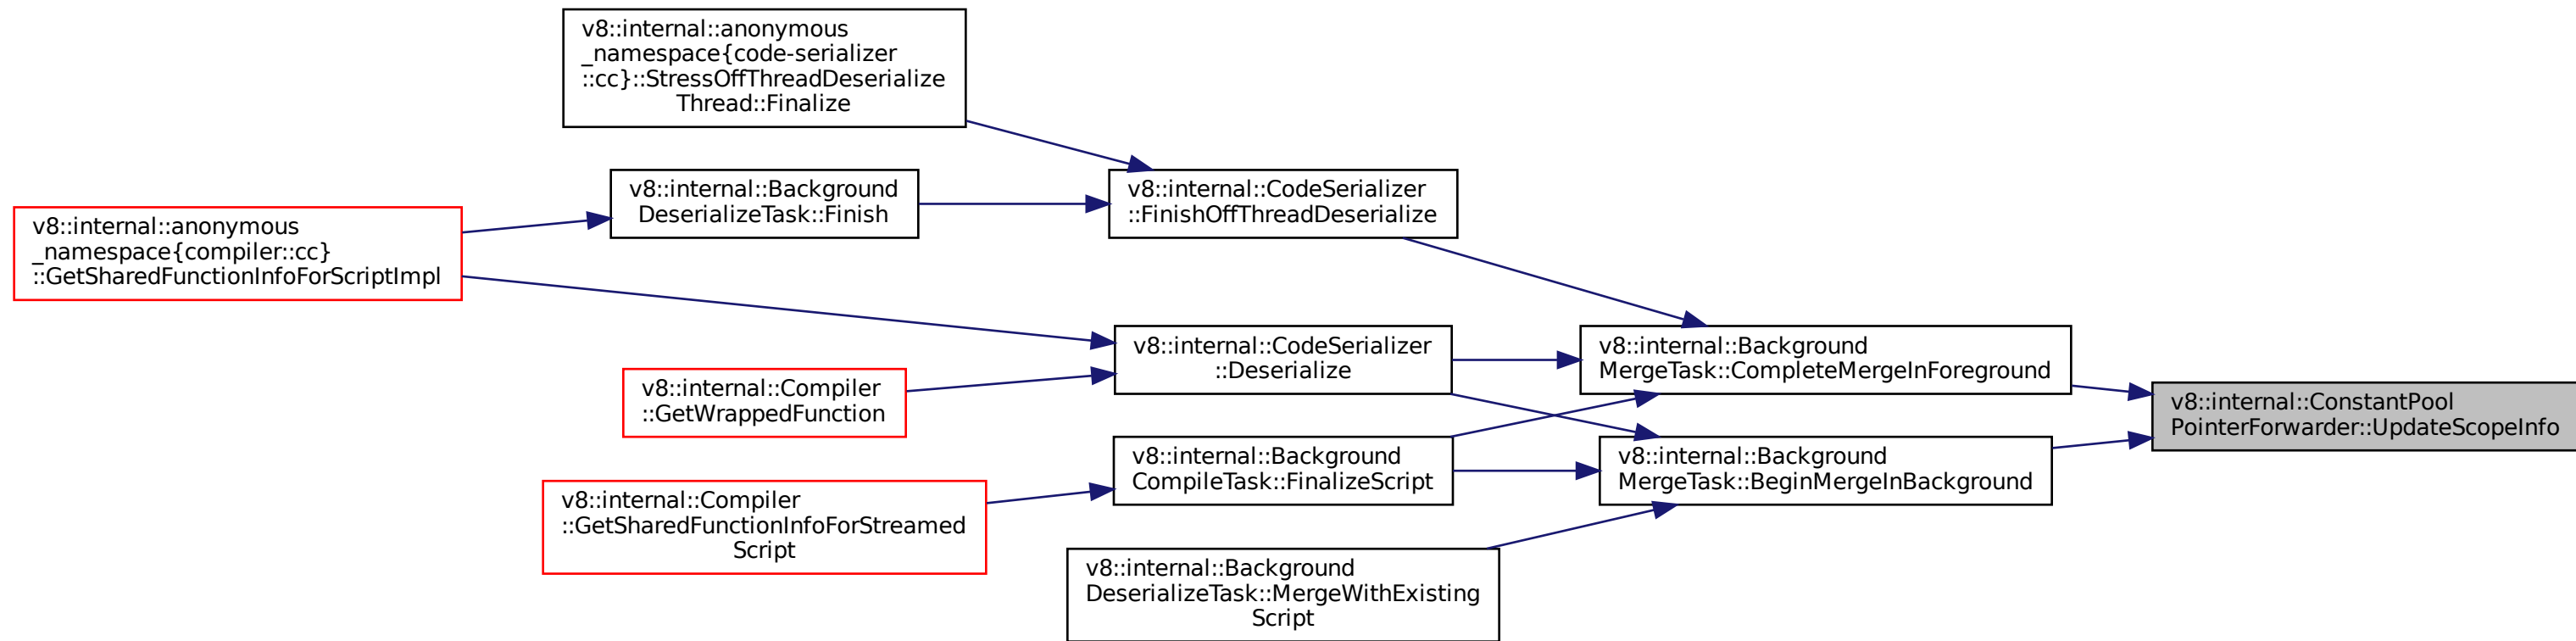 v8::internal::anonymous
_namespace{code-serializer
::cc}::StressOffThreadDeserialize
Thread::Finalize
v8::internal::Background
DeserializeTask::Finish
v8::internal::CodeSerializer
::FinishOffThreadDeserialize
v8::internal::anonymous
_namespace{compiler::cc}
::GetSharedFunctionInfoForScriptImpl
v8::internal::CodeSerializer
::Deserialize
v8::internal::Background
MergeTask::CompleteMergeInForeground
v8::internal::Compiler
::GetWrappedFunction
v8::internal::ConstantPool
PointerForwarder::UpdateScopeInfo
v8::internal::Background
CompileTask::FinalizeScript
v8::internal::Background
MergeTask::BeginMergeInBackground
v8::internal::Compiler
::GetSharedFunctionInfoForStreamed
Script
v8::internal::Background
DeserializeTask::MergeWithExisting
Script